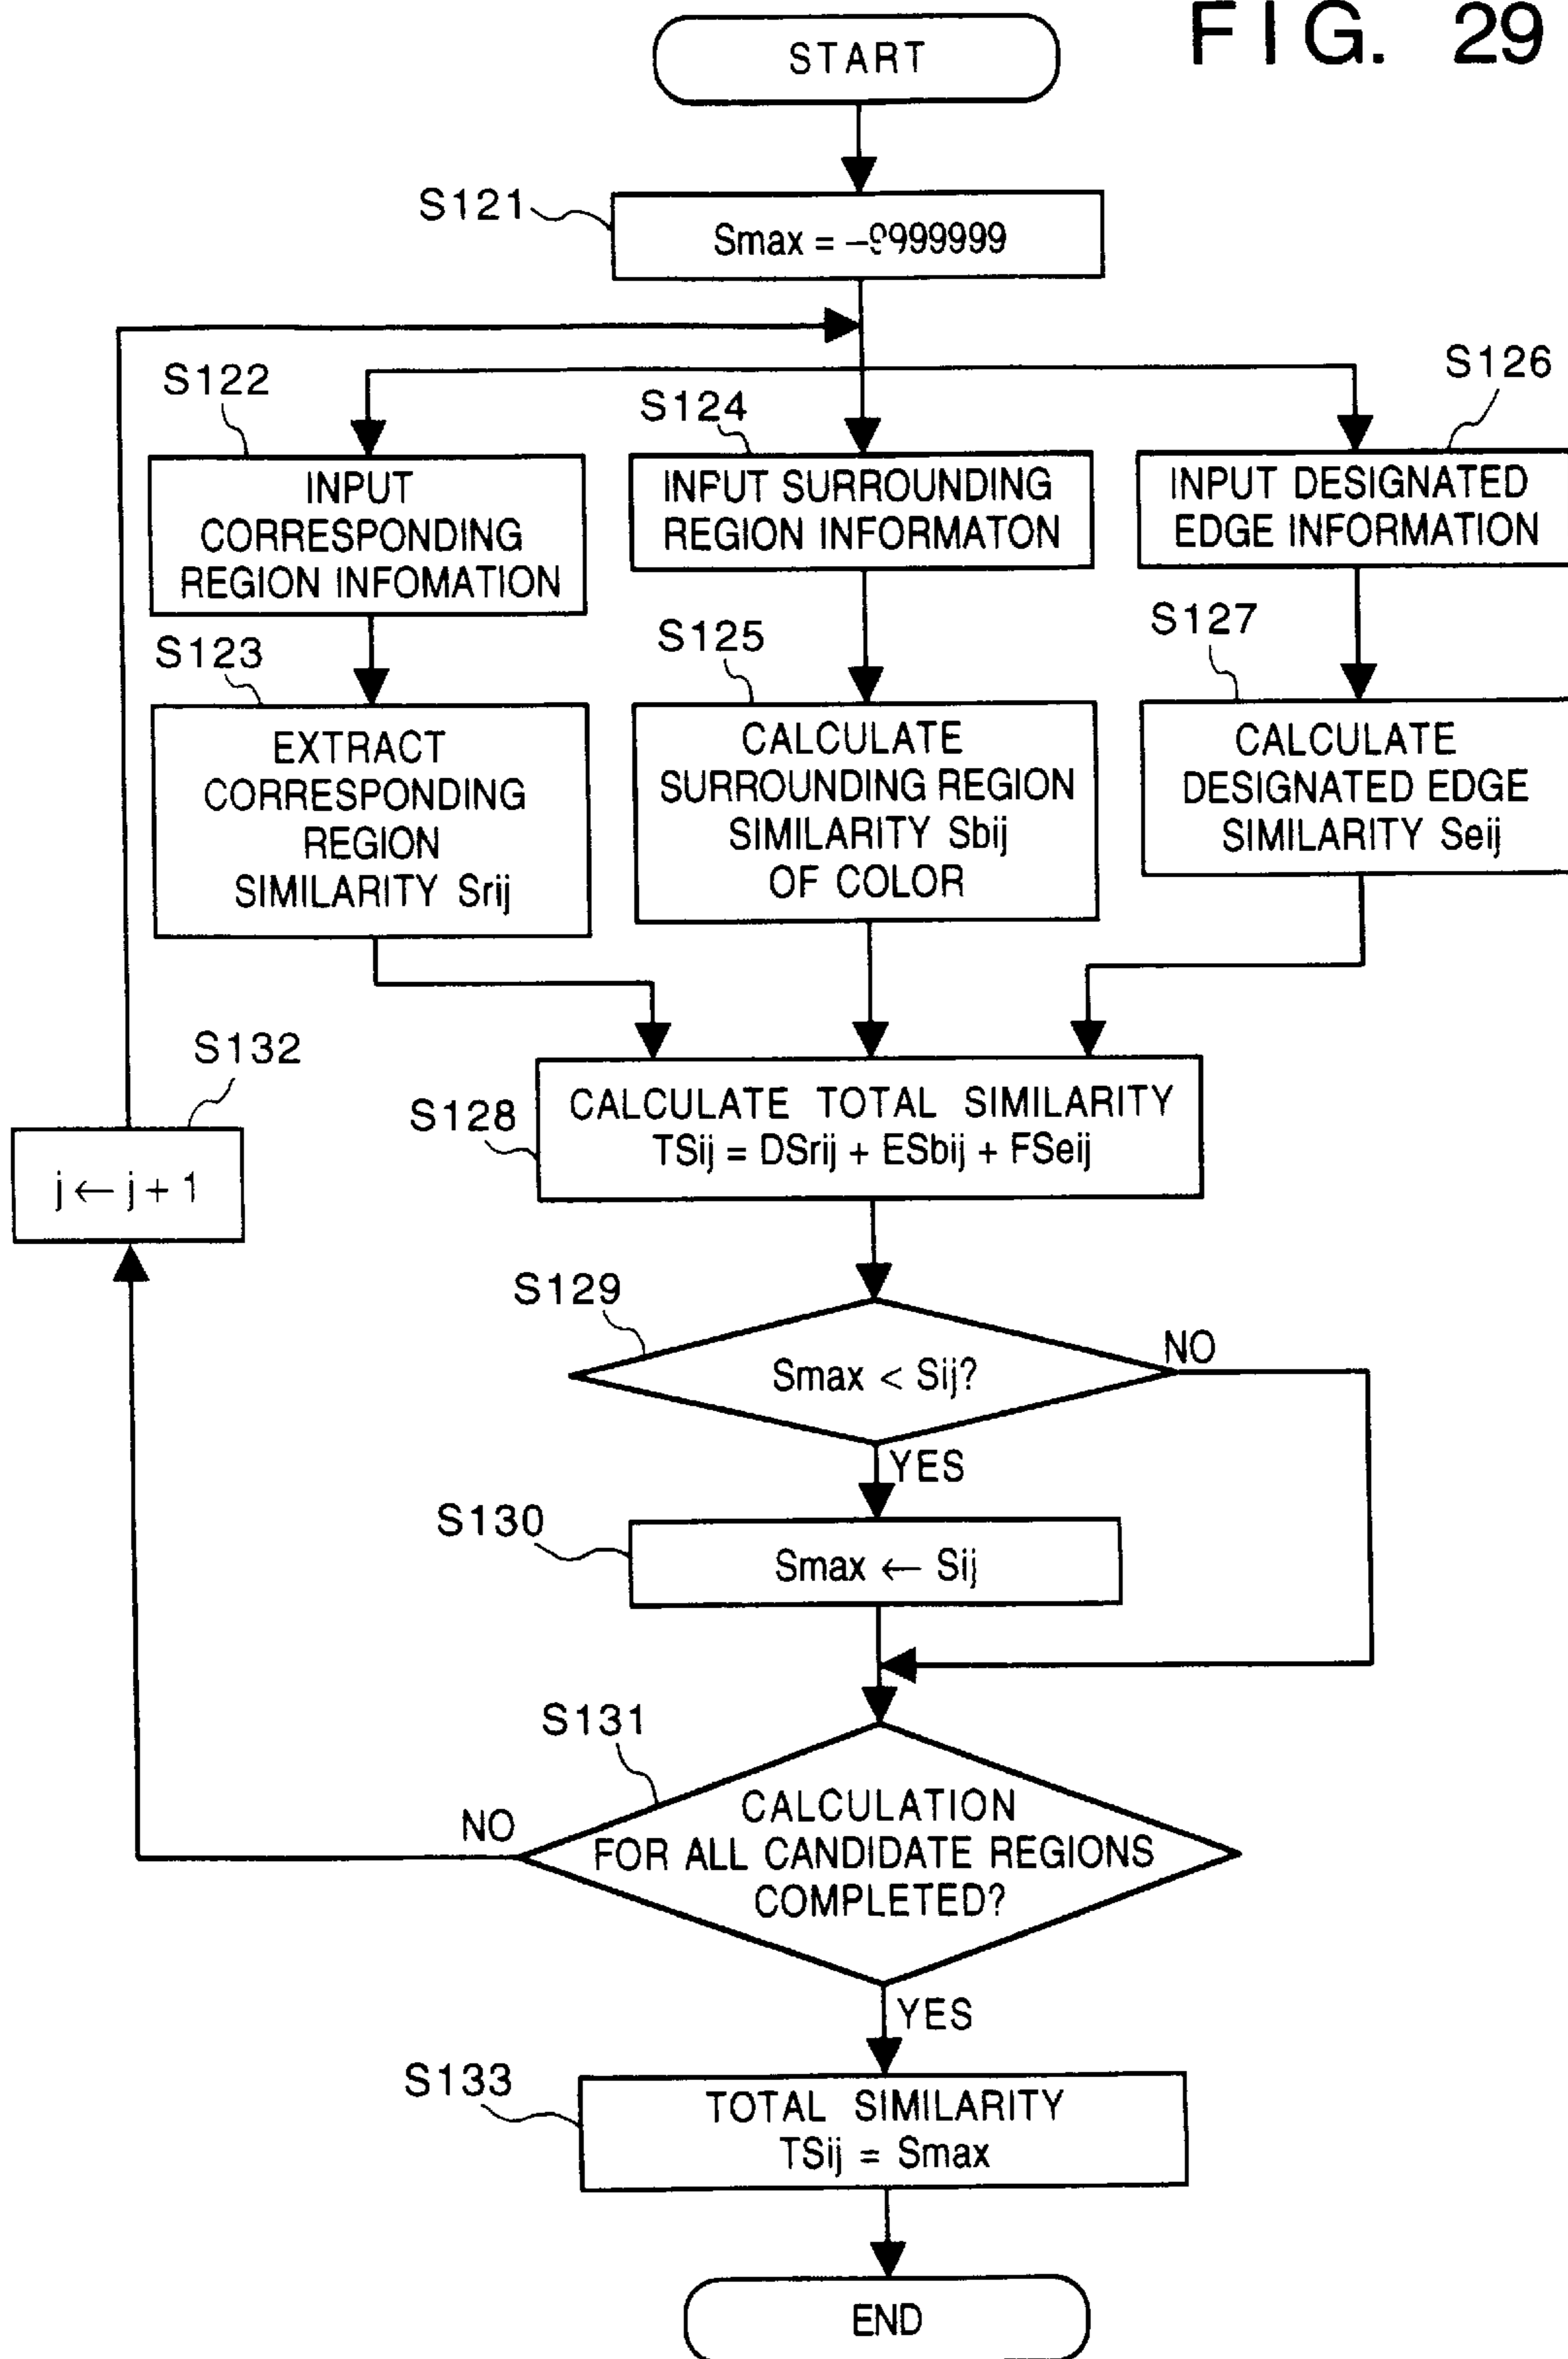 FIG. 29
START
S121
Smax = –9999999
S122
S124
S126
INPUT
CORRESPONDING
REGION INFOMATION
INPUT SURROUNDING
REGION INFORMATON
INPUT DESIGNATED
EDGE INFORMATION
S123
S125
S127
EXTRACT
CORRESPONDING
REGION
SIMILARITY Srij
CALCULATE
SURROUNDING REGION
SIMILARITY Sbij
OF COLOR
CALCULATE
DESIGNATED EDGE
SIMILARITY Seij
S132
j ← j + 1
S128
CALCULATE TOTAL SIMILARITY
TSij = DSrij + ESbij + FSeij
S129
Smax < Sij?
NO
YES
S130
Smax ← Sij
S131
CALCULATION
FOR ALL CANDIDATE REGIONS
COMPLETED?
NO
YES
S133
TOTAL SIMILARITY
TSij = Smax
END